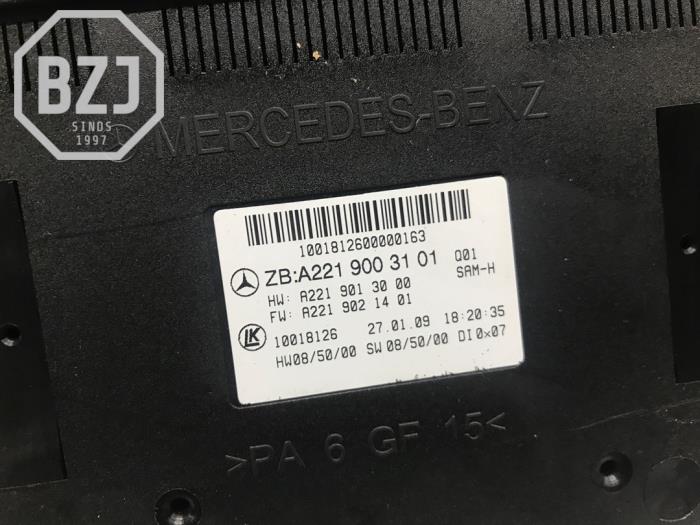 BZJ
SINDS
1997
MERCEDES-BENZ
1001812600000163
ZB:A221 900 31 01 Q01
HW: A221 901 30 00 SAM-H
FW: A221 902 14 01
LK 10018126 27.01.09 18:20:35
HW08/50/00 SW08/50/00 DI0x07
>PA 6 GF 15<